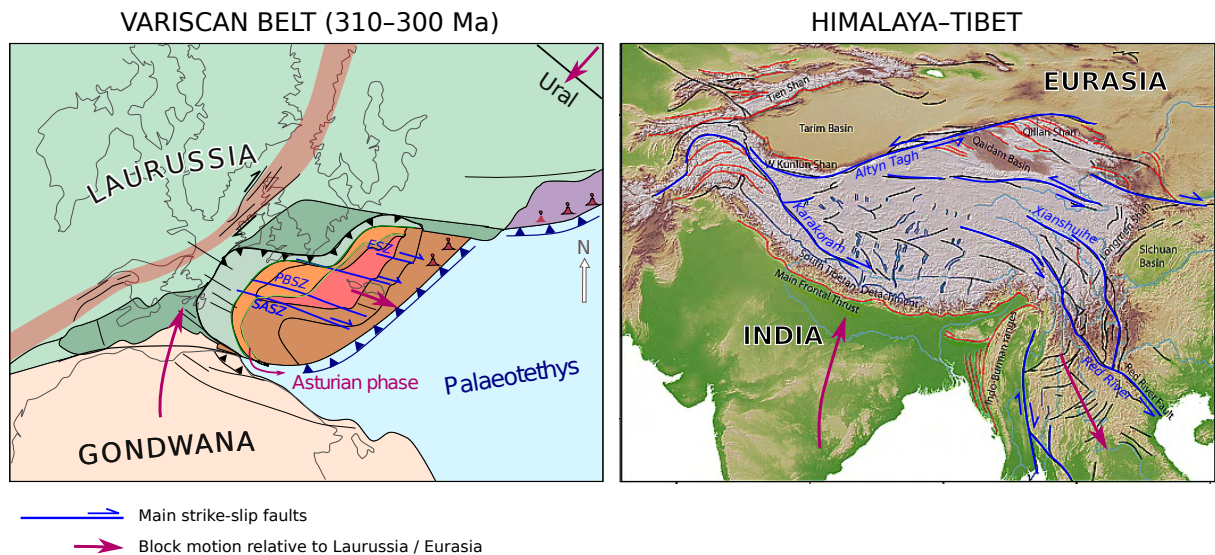 VARISCAN BELT (310–300 Ma)
HIMALAYA–TIBET
Ural
LAURUSSIA
N
ESZ
PBSZ
SASZ
Asturian phase
Palaeotethys
GONDWANA
EURASIA
Tien Shan
Tarim Basin
Qilian Shan
Qaidam Basin
W Kunlun Shan
Altyn Tagh
Karakoram
Xianshuihe
Longmen Shan
Sichuan Basin
South Tibetan Detachment
Main Frontal Thrust
INDIA
Indo-Burman ranges
Red River
Red River Fault
Main strike-slip faults
Block motion relative to Laurussia / Eurasia